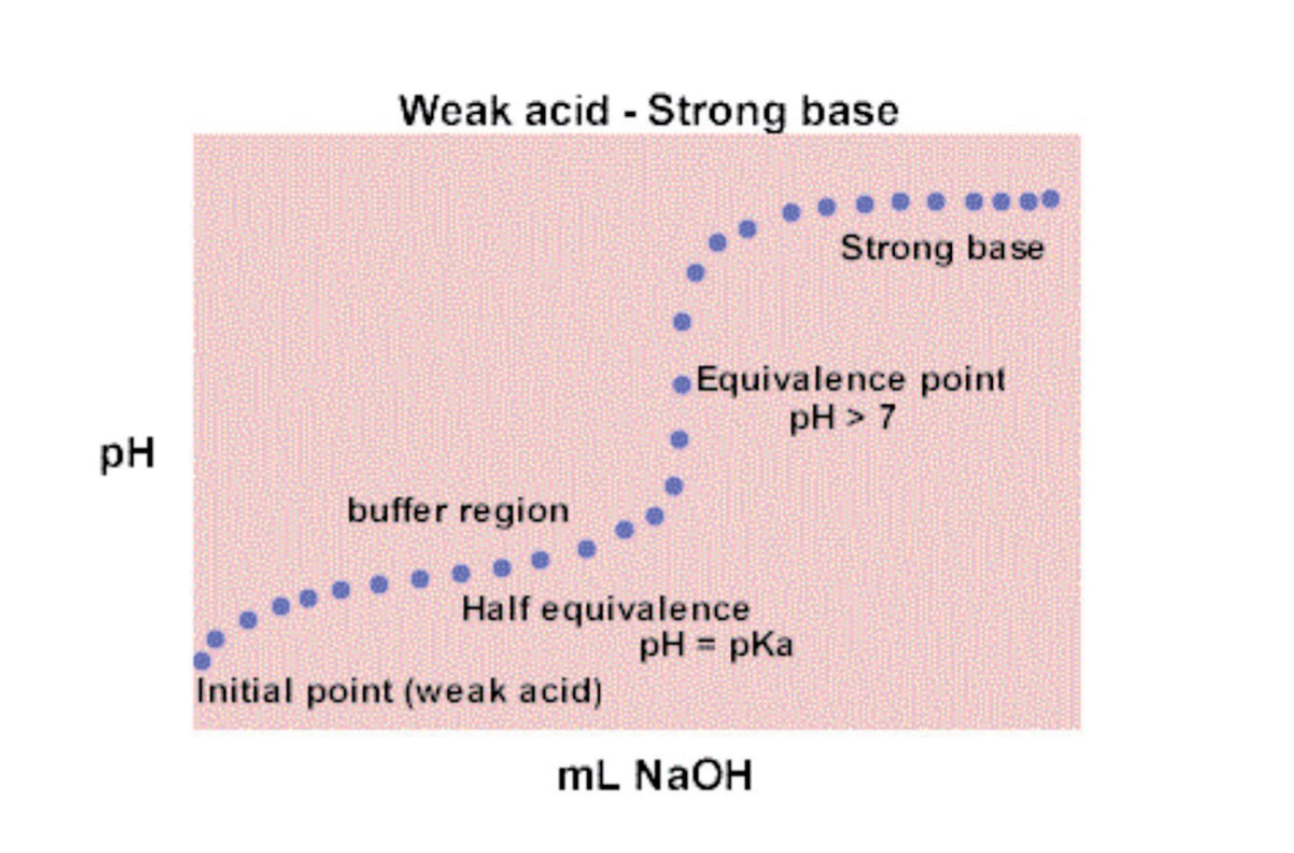 Weak acid - Strong base
Strong base
Equivalence point
pH > 7
pH
buffer region
Half equivalence
pH = pKa
Initial point (weak acid)
mL NaOH